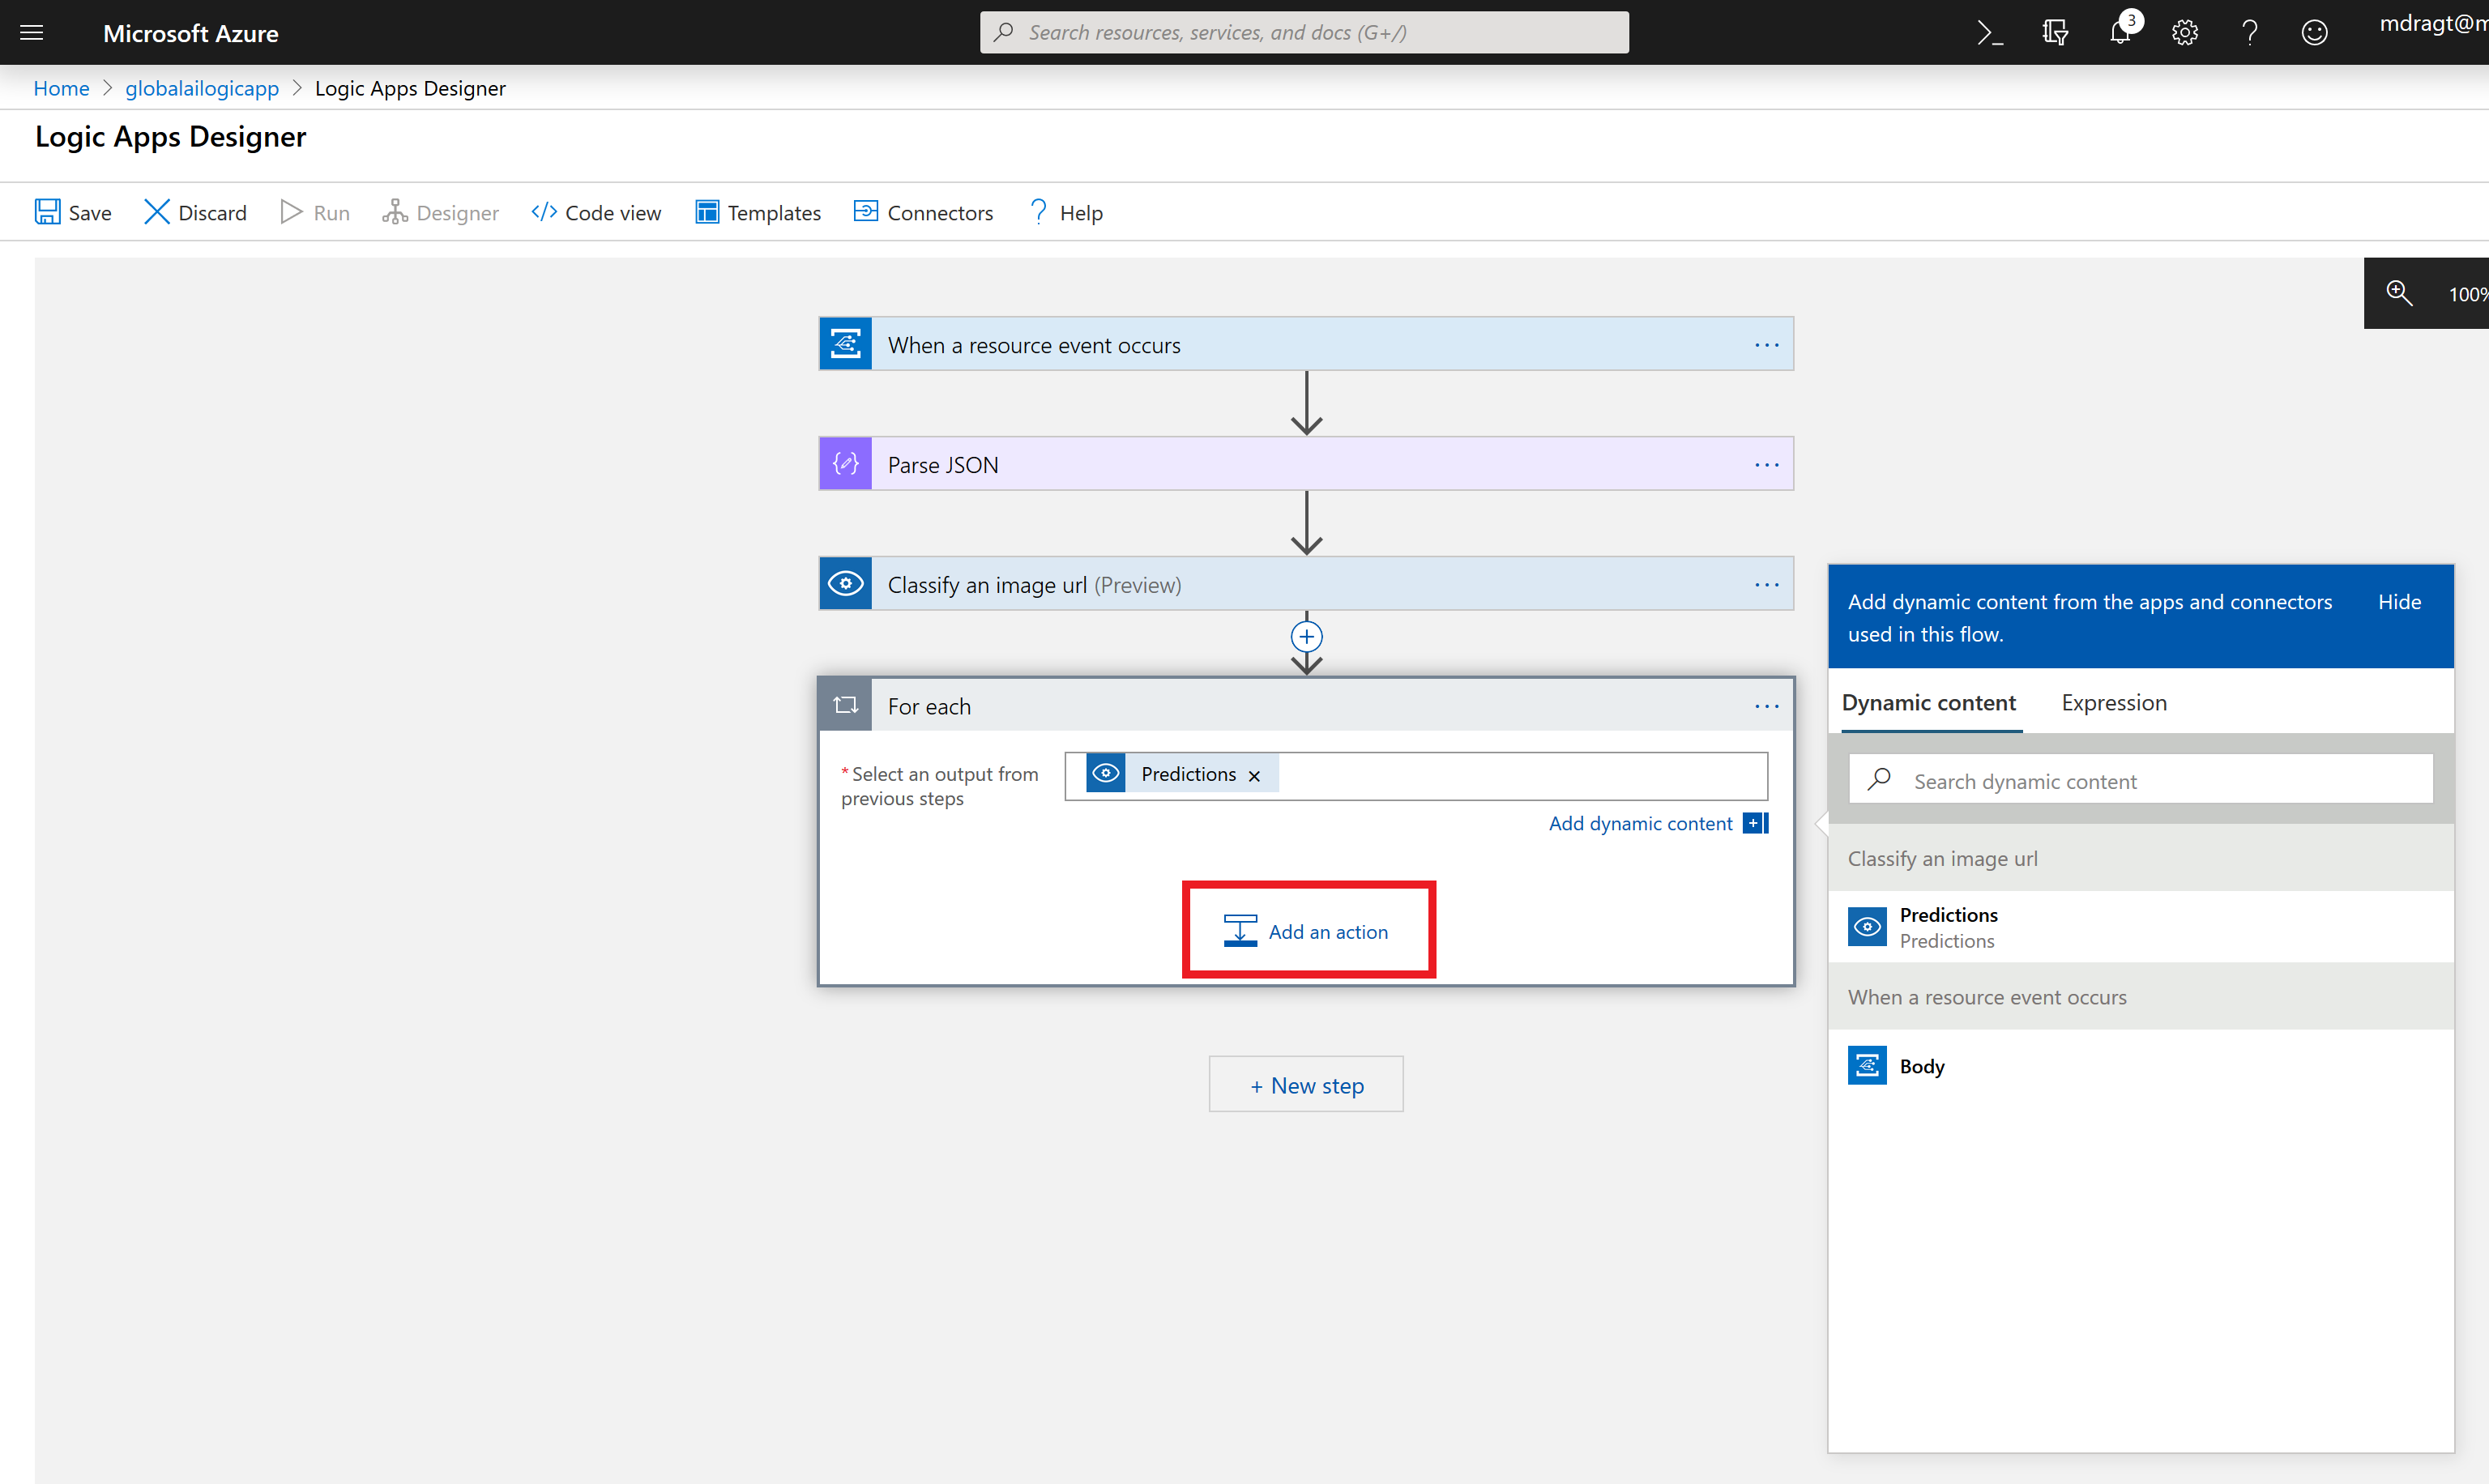 Microsoft Azure
Search resources, services, and docs (G+/)
3
mdragt@m
Home > globalailogicapp > Logic Apps Designer
Logic Apps Designer
Save
Discard
Run
Designer
Code view
Templates
Connectors
Help
100%
When a resource event occurs
Parse JSON
Classify an image url (Preview)
For each
*Select an output from
previous steps
Predictions ×
Add dynamic content
Add an action
+ New step
Add dynamic content from the apps and connectors
used in this flow.
Hide
Dynamic content
Expression
Search dynamic content
Classify an image url
Predictions
Predictions
When a resource event occurs
Body